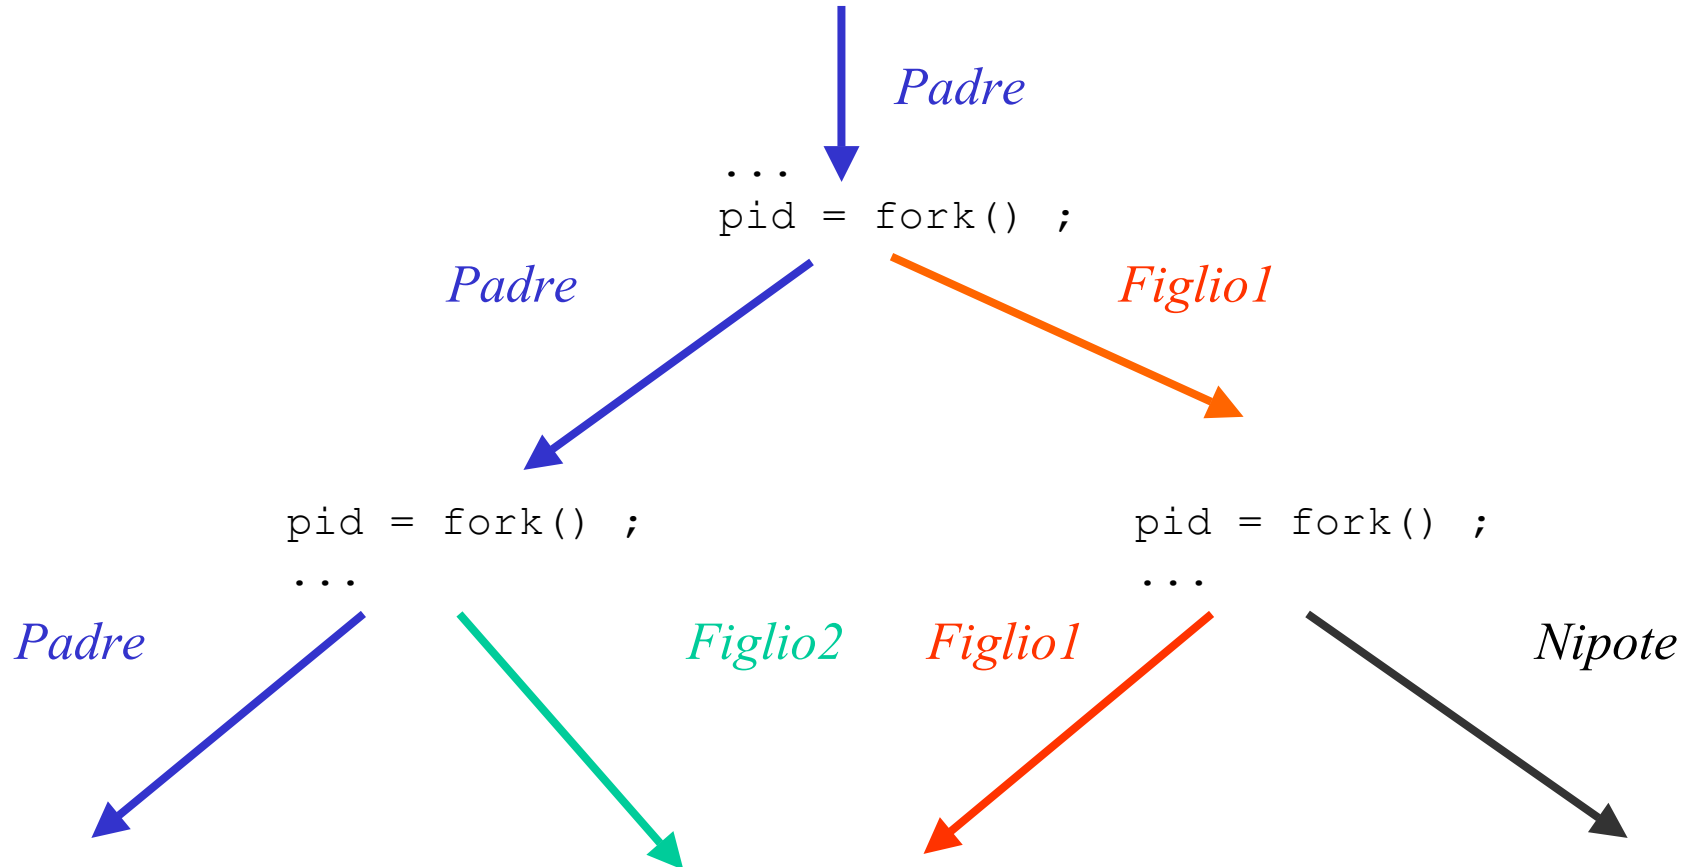 Padre
...
pid = fork() ;
Padre
Figlio1
pid = fork() ;
...
pid = fork() ;
...
Padre
Figlio2
Figlio1
Nipote